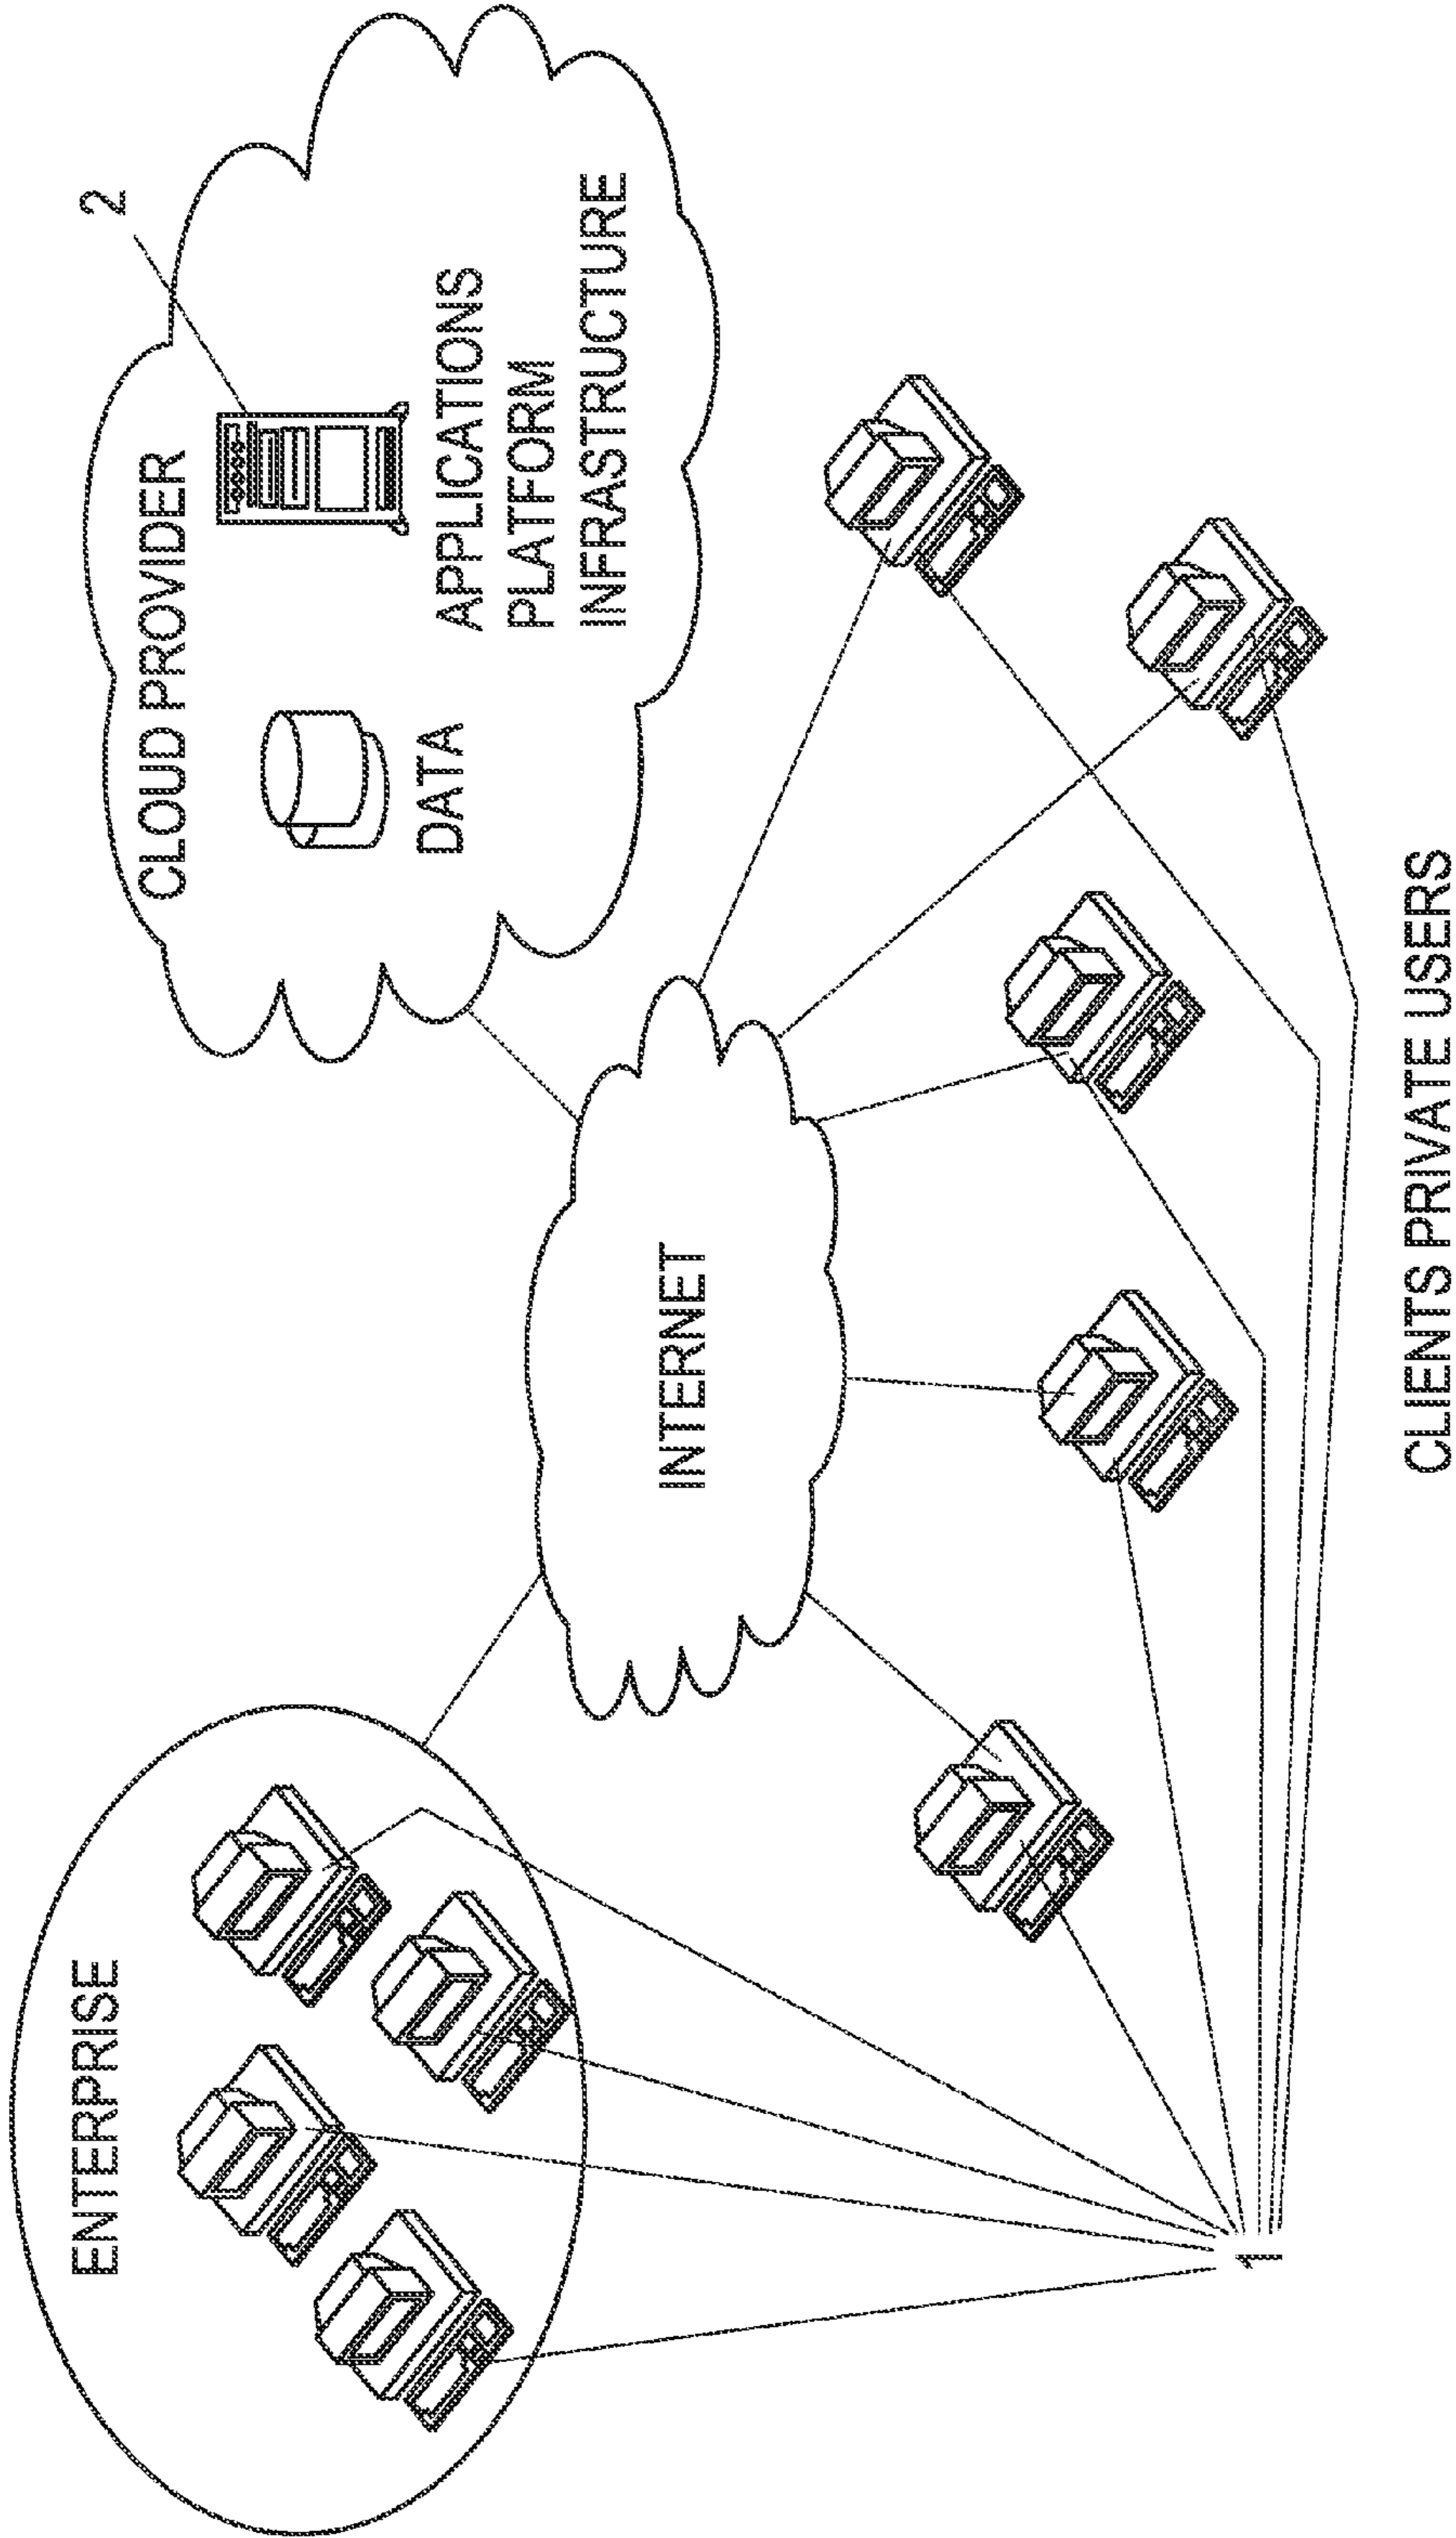 ENTERPRISE
CLOUD PROVIDER
2
DATA
APPLICATIONS
PLATFORM
INFRASTRUCTURE
INTERNET
1
CLIENTS PRIVATE USERS